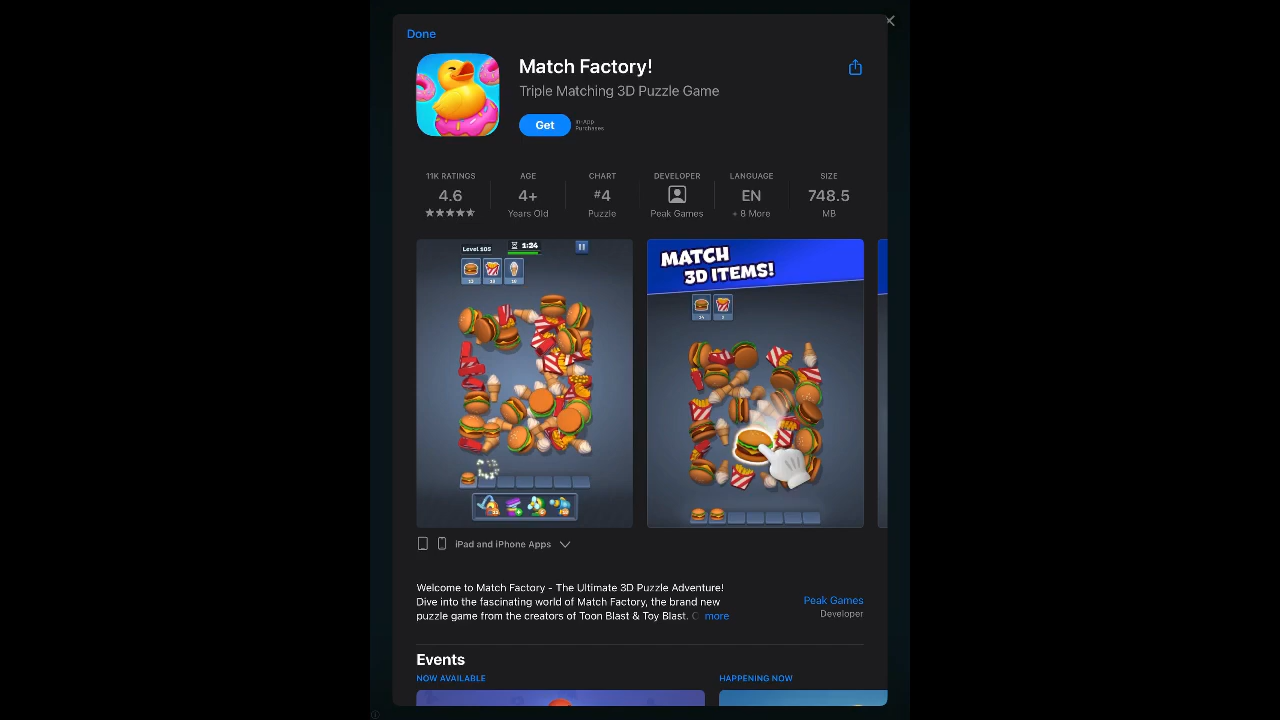 Done
Match Factory!
Triple Matching 3D Puzzle Game
Get
In-App
Purchases
11K RATINGS
4.6
AGE
4+
Years Old
CHART
#4
Puzzle
DEVELOPER
Peak Games
LANGUAGE
EN
+ 8 More
SIZE
748.5
MB
Level 505
1:24
MATCH
3D ITEMS!
iPad and iPhone Apps
Welcome to Match Factory - The Ultimate 3D Puzzle Adventure!
Dive into the fascinating world of Match Factory, the brand new
puzzle game from the creators of Toon Blast & Toy Blast.
more
Peak Games
Developer
Events
NOW AVAILABLE
HAPPENING NOW